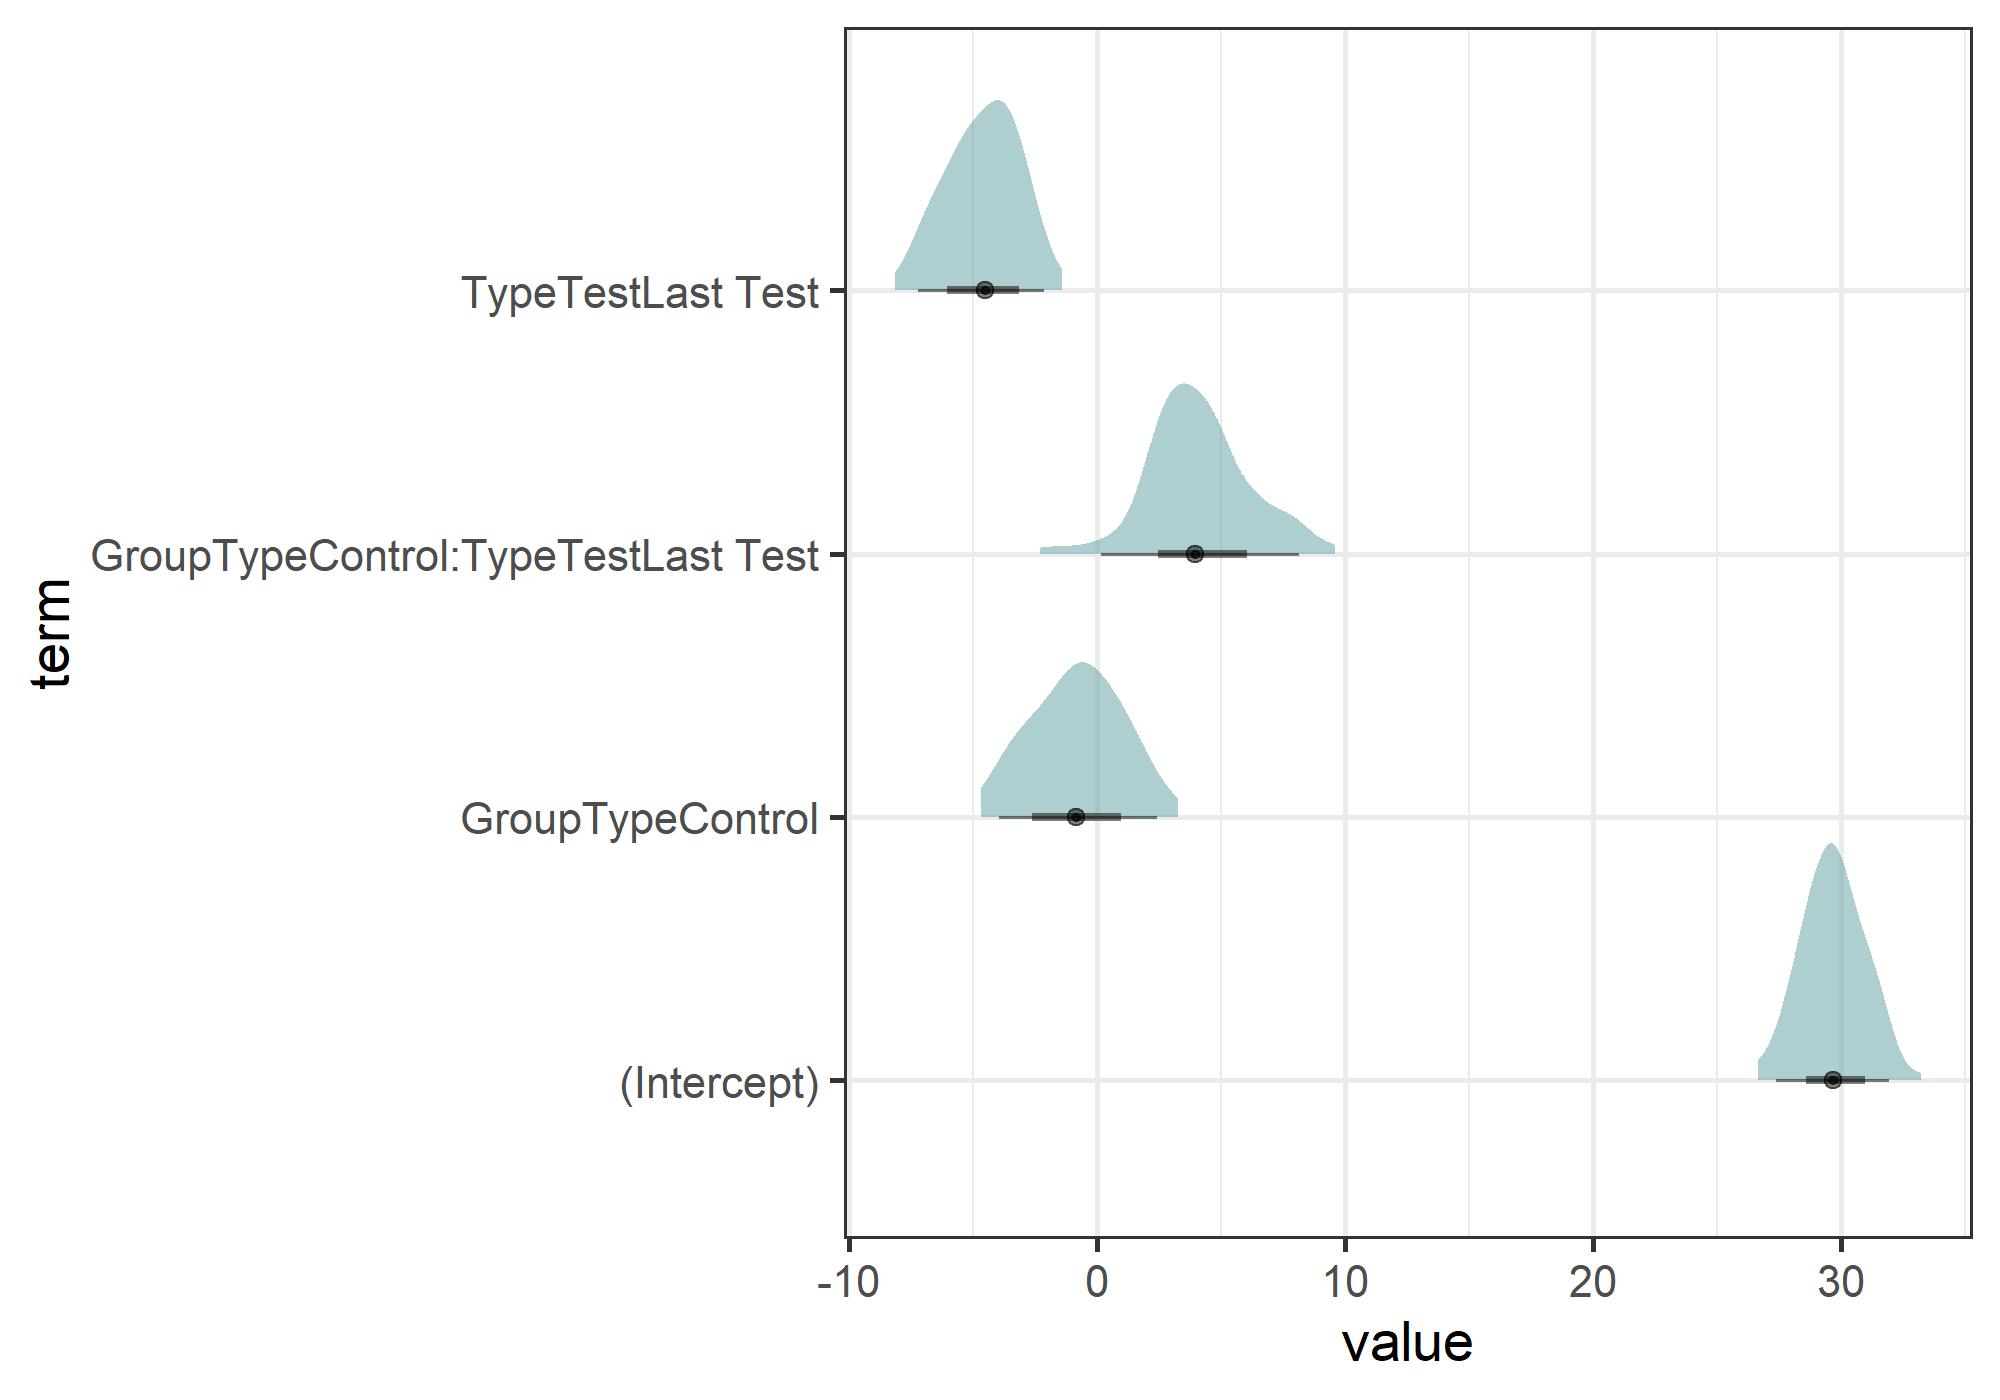 TypeTestLast Test
GroupTypeControl:TypeTestLast Test
GroupTypeControl
(Intercept)
term
-10 0 10 20 30
value